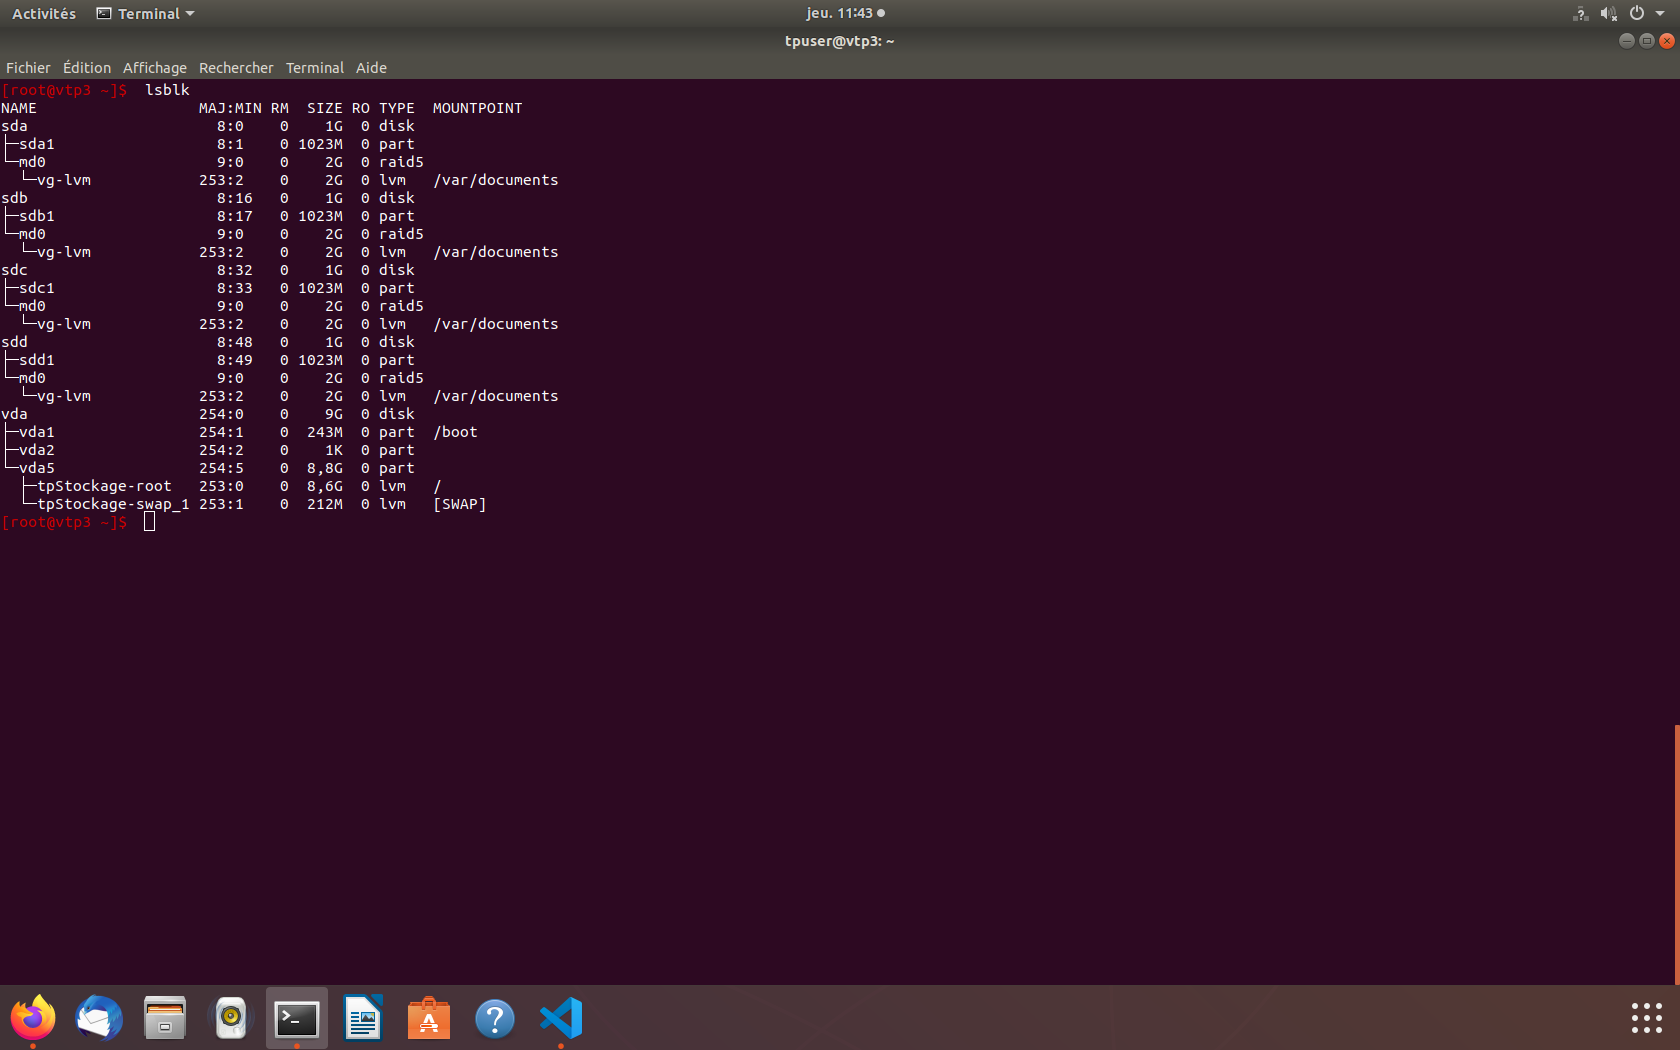 Activités Terminal jeu. 11:43
tpuser@vtp3: ~
Fichier Édition Affichage Rechercher Terminal Aide
[root@vtp3 ~]$ lsblk
NAME MAJ:MIN RM SIZE RO TYPE MOUNTPOINT
sda 8:0 0 1G 0 disk
├─sda1 8:1 0 1023M 0 part
└─md0 9:0 0 2G 0 raid5
  └─vg-lvm 253:2 0 2G 0 lvm /var/documents
sdb 8:16 0 1G 0 disk
├─sdb1 8:17 0 1023M 0 part
└─md0 9:0 0 2G 0 raid5
  └─vg-lvm 253:2 0 2G 0 lvm /var/documents
sdc 8:32 0 1G 0 disk
├─sdc1 8:33 0 1023M 0 part
└─md0 9:0 0 2G 0 raid5
  └─vg-lvm 253:2 0 2G 0 lvm /var/documents
sdd 8:48 0 1G 0 disk
├─sdd1 8:49 0 1023M 0 part
└─md0 9:0 0 2G 0 raid5
  └─vg-lvm 253:2 0 2G 0 lvm /var/documents
vda 254:0 0 9G 0 disk
├─vda1 254:1 0 243M 0 part /boot
├─vda2 254:2 0 1K 0 part
└─vda5 254:5 0 8,8G 0 part
  ├─tpStockage-root 253:0 0 8,6G 0 lvm /
  └─tpStockage-swap_1 253:1 0 212M 0 lvm [SWAP]
[root@vtp3 ~]$